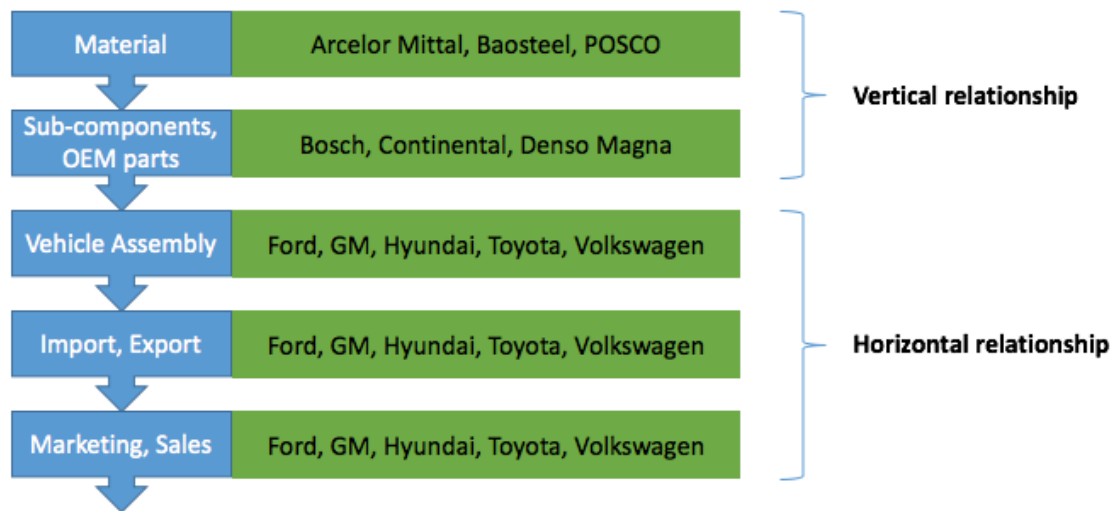 Material
Arcelor Mittal, Baosteel, POSCO
Vertical relationship
Sub-components,
OEM parts
Bosch, Continental, Denso Magna
Vehicle Assembly
Ford, GM, Hyundai, Toyota, Volkswagen
Import, Export
Ford, GM, Hyundai, Toyota, Volkswagen
Horizontal relationship
Marketing, Sales
Ford, GM, Hyundai, Toyota, Volkswagen